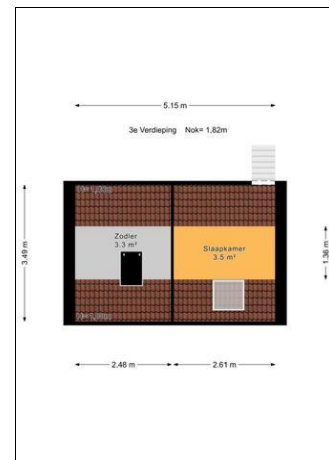 5.15 m
3e Verdieping Nok= 1,82m
3.49 m
Zodler
3.3 m²
Slaapkamer
3.5 m²
1.36 m
2.48 m
2.61 m